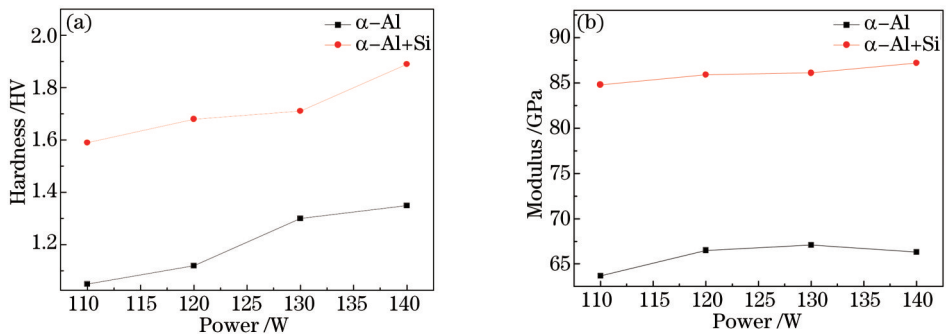 (a)
α-Al
α-Al+Si
2.0
1.8
1.6
1.4
1.2
Hardness /HV
110 115 120 125 130 135 140
Power /W
(b)
α-Al
α-Al+Si
90
85
80
75
70
65
Modulus /GPa
110 115 120 125 130 135 140
Power /W